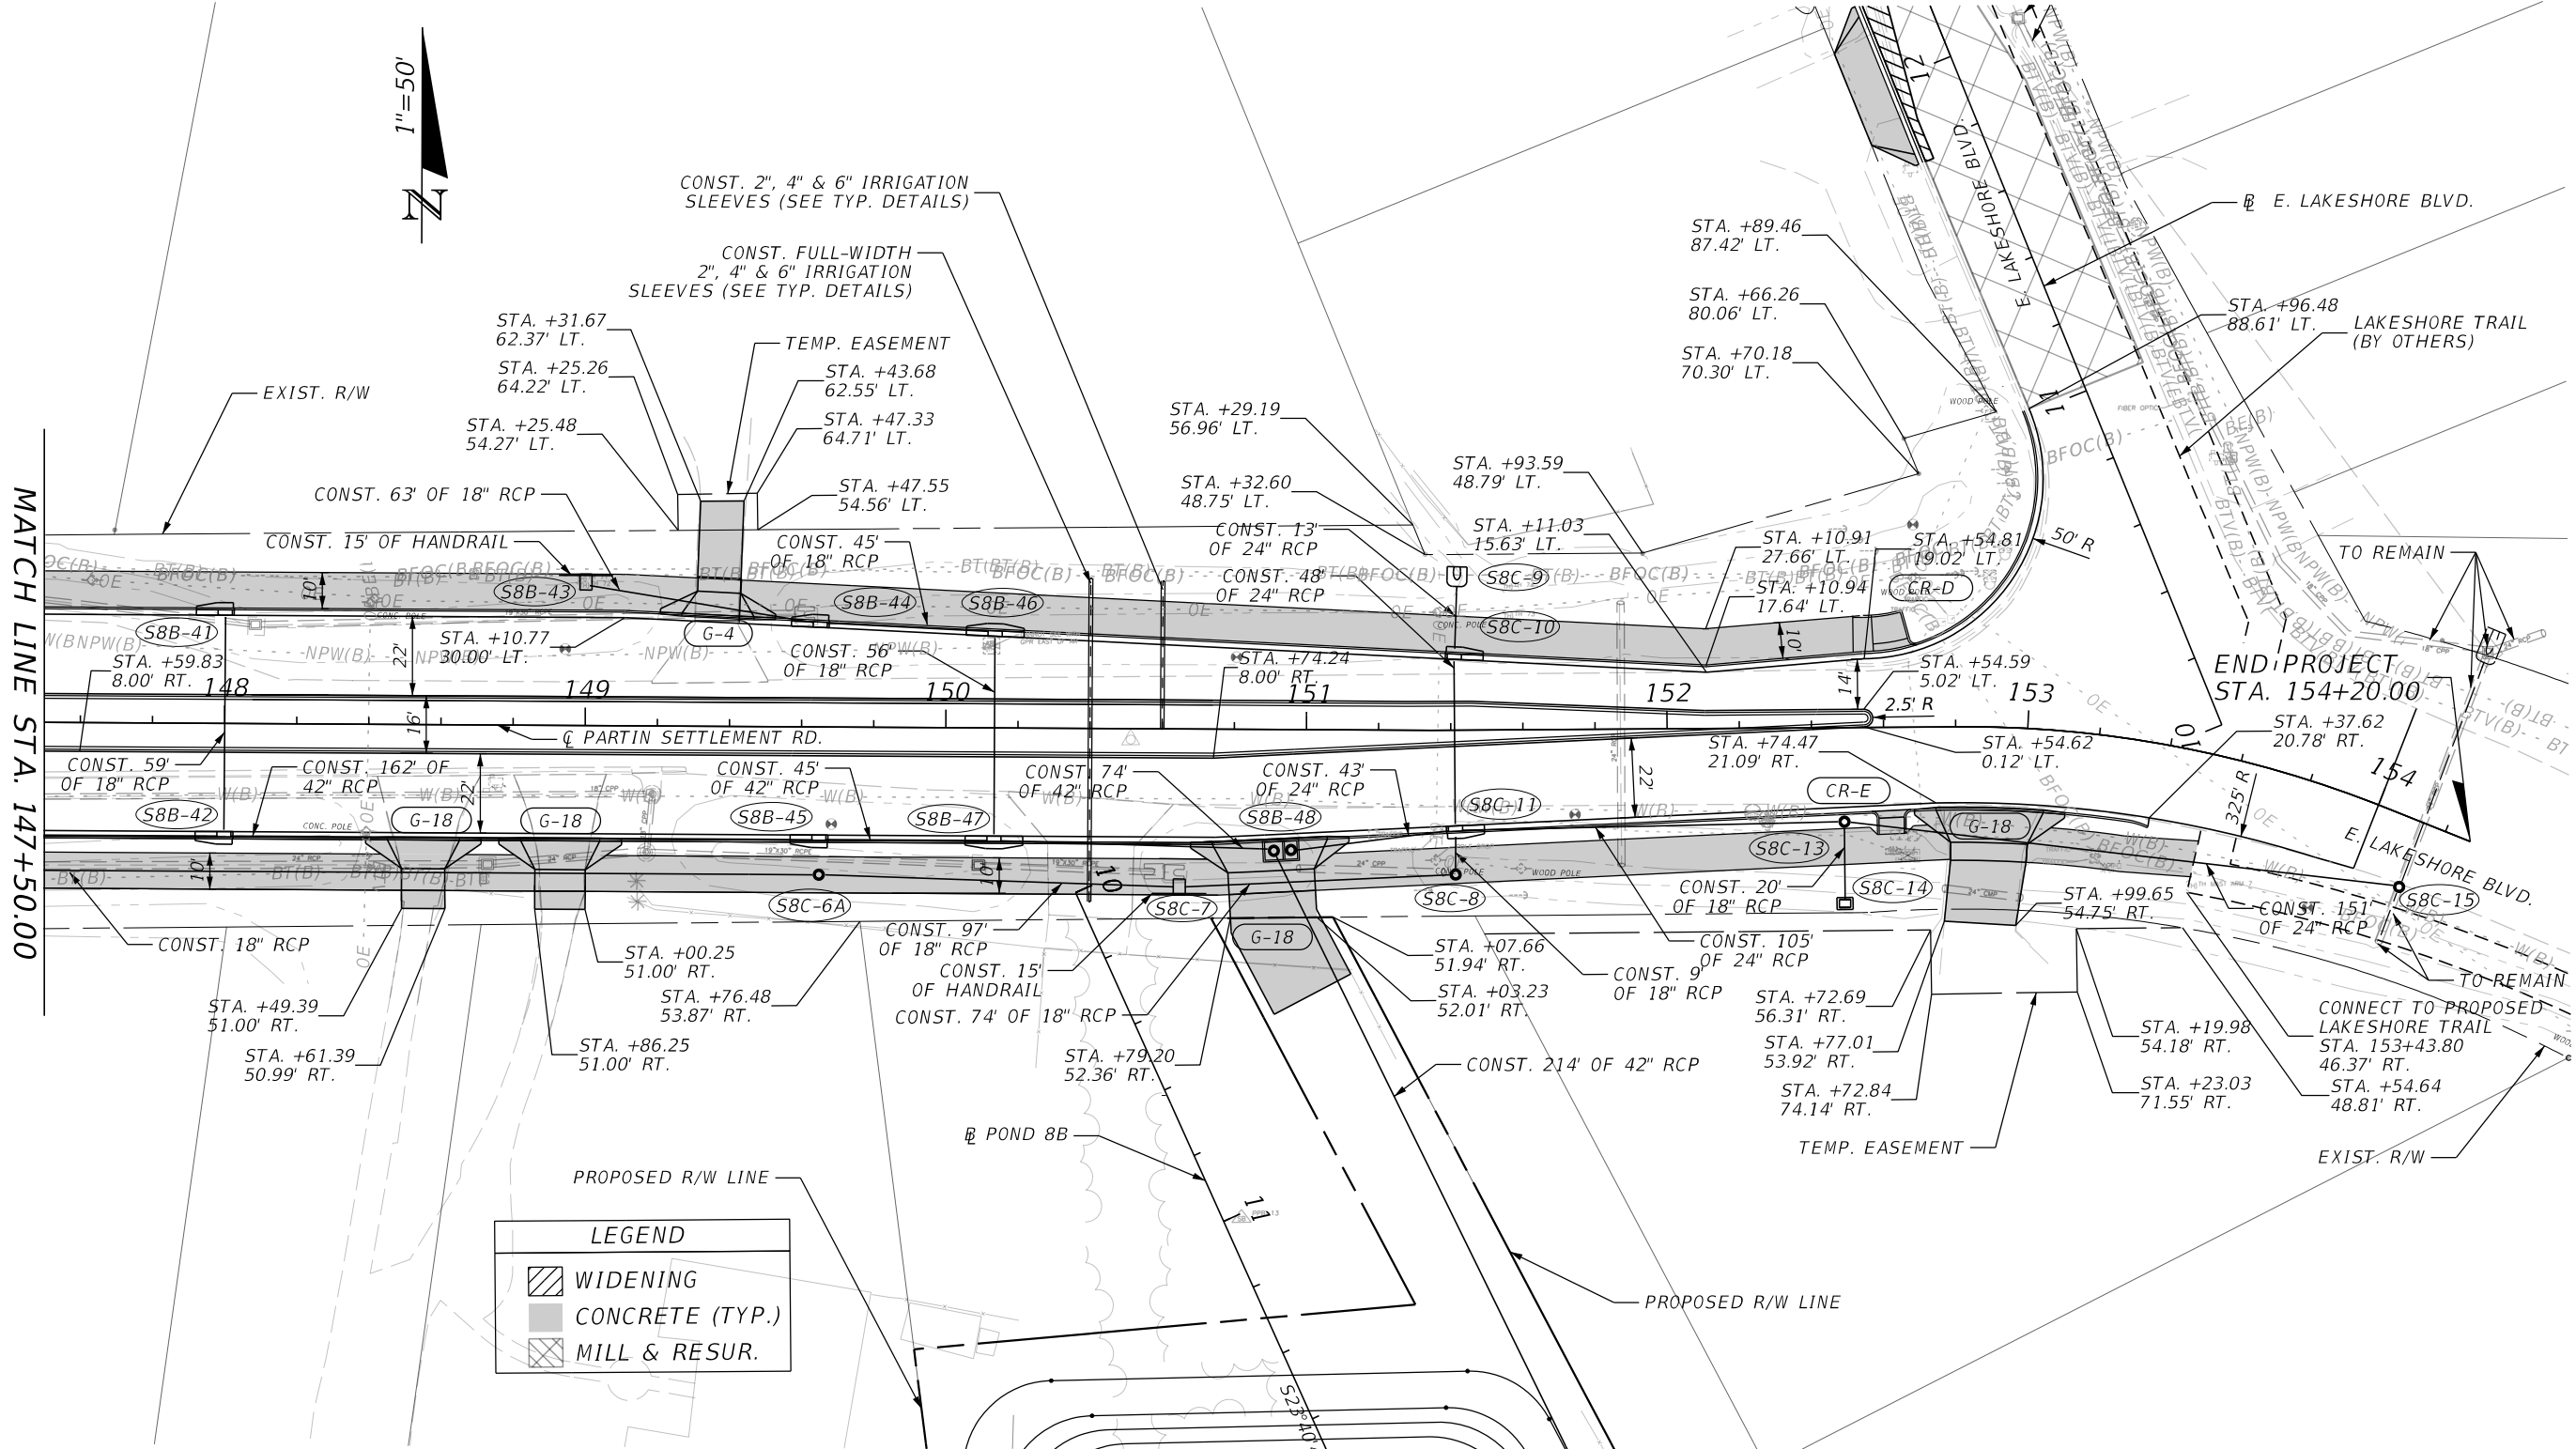 1"=50'
N
CONST. 2", 4" & 6" IRRIGATION
SLEEVES (SEE TYP. DETAILS)
CONST. FULL-WIDTH
2", 4" & 6" IRRIGATION
SLEEVES (SEE TYP. DETAILS)
STA. +31.67
62.37' LT.
STA. +25.26
64.22' LT.
STA. +25.48
54.27' LT.
TEMP. EASEMENT
STA. +43.68
62.55' LT.
STA. +47.33
64.71' LT.
STA. +47.55
54.56' LT.
EXIST. R/W
CONST. 63' OF 18" RCP
CONST. 15' OF HANDRAIL
CONST. 45'
OF 18" RCP
STA. +29.19
56.96' LT.
STA. +32.60
48.75' LT.
CONST. 13'
OF 24" RCP
CONST. 48'
OF 24" RCP
STA. +93.59
48.79' LT.
STA. +11.03
15.63' LT.
STA. +89.46
87.42' LT.
STA. +66.26
80.06' LT.
STA. +70.18
70.30' LT.
STA. +10.91
27.66' LT.
STA. +10.94
17.64' LT.
STA. +54.81
19.02' LT.
CR-D
12
E. LAKESHORE BLVD.
E. LAKESHORE BLVD.
BL E. LAKESHORE BLVD.
STA. +96.48
88.61' LT.
LAKESHORE TRAIL
(BY OTHERS)
11
50' R
TO REMAIN
MATCH LINE STA. 147+50.00
10'
S8B-41
S8B-43
G-4
S8B-44
S8B-46
S8C-9
S8C-10
10'
STA. +10.77
30.00' LT.
22'
CONST. 56'
OF 18" RCP
STA. +59.83
8.00' RT.
STA. +74.24
8.00' RT.
14'
STA. +54.59
5.02' LT.
2.5' R
END PROJECT
STA. 154+20.00
148
149
150
151
152
153
154
10
16'
CL PARTIN SETTLEMENT RD.
STA. +74.47
21.09' RT.
STA. +54.62
0.12' LT.
STA. +37.62
20.78' RT.
CONST. 59'
OF 18" RCP
CONST. 162' OF
42" RCP
22'
CONST. 45'
OF 42" RCP
CONST. 74'
OF 42" RCP
CONST. 43'
OF 24" RCP
22'
CR-E
325' R
S8B-42
G-18
G-18
S8B-45
S8B-47
S8B-48
S8C-11
S8C-13
G-18
E. LAKESHORE BLVD.
10'
10'
10
S8C-6A
S8C-7
S8C-8
S8C-14
S8C-15
CONST. 20'
OF 18" RCP
STA. +99.65
54.75' RT.
CONST. 151'
OF 24" RCP
CONST. 18" RCP
STA. +00.25
51.00' RT.
CONST. 97'
OF 18" RCP
G-18
STA. +07.66
51.94' RT.
CONST. 105'
OF 24" RCP
CONST. 9'
OF 18" RCP
CONST. 15'
OF HANDRAIL
STA. +76.48
53.87' RT.
STA. +03.23
52.01' RT.
STA. +49.39
51.00' RT.
CONST. 74' OF 18" RCP
STA. +72.69
56.31' RT.
TO REMAIN
CONNECT TO PROPOSED
LAKESHORE TRAIL
STA. 153+43.80
46.37' RT.
STA. +61.39
50.99' RT.
STA. +86.25
51.00' RT.
STA. +79.20
52.36' RT.
CONST. 214' OF 42" RCP
STA. +77.01
53.92' RT.
STA. +72.84
74.14' RT.
STA. +19.98
54.18' RT.
STA. +23.03
71.55' RT.
STA. +54.64
48.81' RT.
BL POND 8B
TEMP. EASEMENT
EXIST. R/W
PROPOSED R/W LINE
11
PROPOSED R/W LINE
LEGEND
WIDENING
CONCRETE (TYP.)
MILL & RESUR.
S23°40'